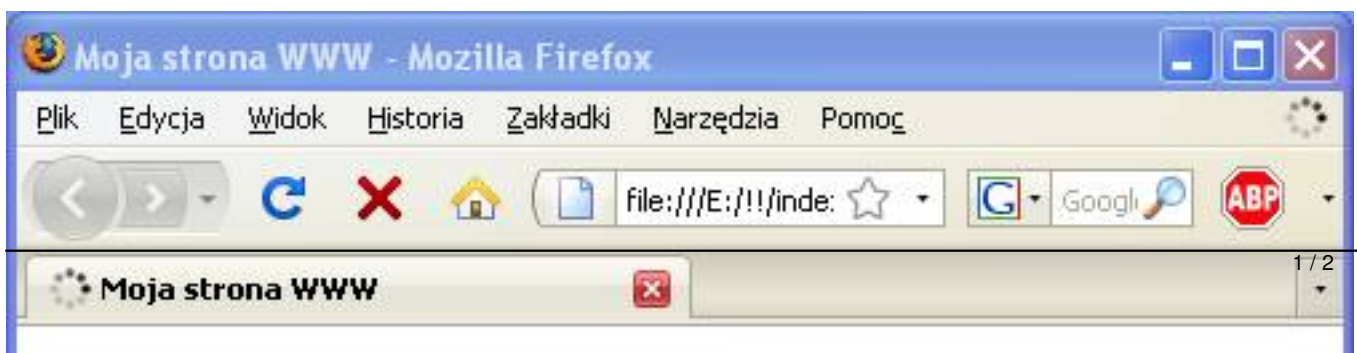 Moja strona WWW - Mozilla Firefox
Plik Edycja Widok Historia Zakładki Narzędzia Pomoc
file:///E:/!!/inde: G Googl ABP
1 / 2
Moja strona WWW